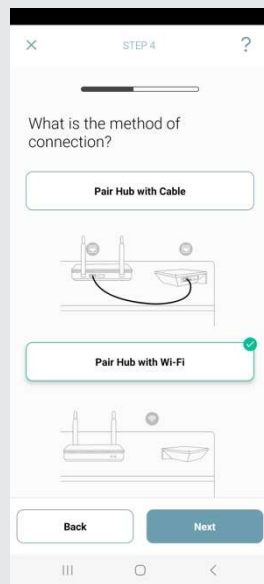 STEP 4
?
What is the method of
connection?
Pair Hub with Cable
Pair Hub with Wi-Fi
Back
Next